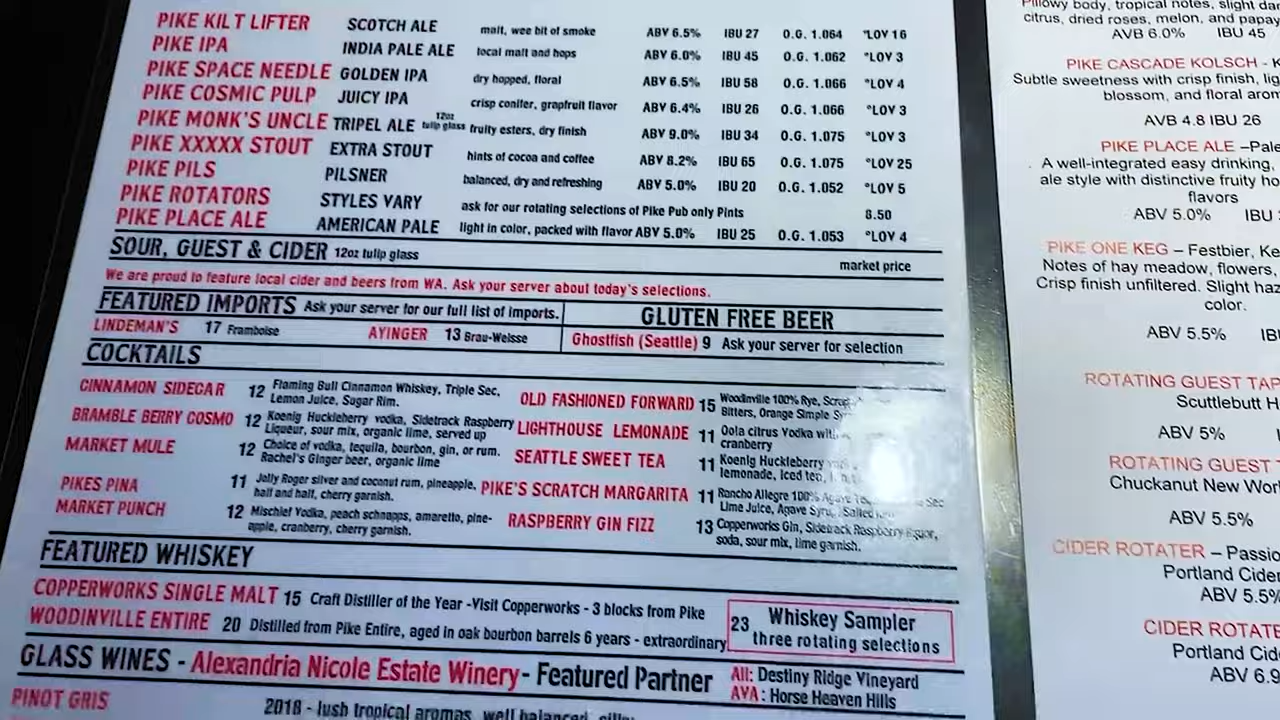 PIKE KILT LIFTER SCOTCH ALE malt, wee bit of smoke ABV 6.5% IBU 27 O.G. 1.064 °LOV 16
PIKE IPA INDIA PALE ALE local malt and hops ABV 6.0% IBU 45 O.G. 1.062 °LOV 3
PIKE SPACE NEEDLE GOLDEN IPA dry hopped, floral ABV 6.5% IBU 58 O.G. 1.066 °LOV 4
PIKE COSMIC PULP JUICY IPA crisp conifer, grapfruit flavor ABV 6.4% IBU 26 O.G. 1.066 °LOV 3
PIKE MONK'S UNCLE TRIPEL ALE 12oz tulip glass fruity esters, dry finish ABV 9.0% IBU 34 O.G. 1.075 °LOV 3
PIKE XXXXX STOUT EXTRA STOUT hints of cocoa and coffee ABV 8.2% IBU 65 O.G. 1.075 °LOV 25
PIKE PILS PILSNER balanced, dry and refreshing ABV 5.0% IBU 20 O.G. 1.052 °LOV 5
PIKE ROTATORS STYLES VARY ask for our rotating selections of Pike Pub only Pints 8.50
PIKE PLACE ALE AMERICAN PALE light in color, packed with flavor ABV 5.0% IBU 25 O.G. 1.053 °LOV 4
SOUR, GUEST & CIDER 12oz tulip glass market price
We are proud to feature local cider and beers from WA. Ask your server about today's selections.
FEATURED IMPORTS Ask your server for our full list of imports.
LINDEMAN'S 17 Framboise AYINGER 13 Brau-Weisse
GLUTEN FREE BEER
Ghostfish (Seattle) 9 Ask your server for selection
COCKTAILS
CINNAMON SIDECAR 12 Flaming Bull Cinnamon Whiskey, Triple Sec,
Lemon Juice, Sugar Rim.
BRAMBLE BERRY COSMO 12 Koenig Huckleberry vodka, Sidetrack Raspberry
Liqueur, sour mix, organic lime, served up
MARKET MULE 12 Choice of vodka, tequila, bourbon, gin, or rum.
Rachel's Ginger beer, organic lime
PIKES PINA 11 Jolly Roger silver and coconut rum, pineapple,
half and half, cherry garnish.
MARKET PUNCH 12 Mischief Vodka, peach schnapps, amaretto, pine-
apple, cranberry, cherry garnish.
OLD FASHIONED FORWARD 15 Woodinville 100% Rye,
Bitters, Orange Simple
LIGHTHOUSE LEMONADE 11 Oola citrus Vodka with
cranberry
SEATTLE SWEET TEA 11 Koenig Huckleberry
lemonade, iced tea,
PIKE'S SCRATCH MARGARITA 11 Rancho Allegre 100% Agave Sec
Lime Juice, Agave
RASPBERRY GIN FIZZ 13 Copperworks Gin, Sidetrack Raspberry liquor,
soda, sour mix, lime garnish.
FEATURED WHISKEY
COPPERWORKS SINGLE MALT 15 Craft Distiller of the Year -Visit Copperworks - 3 blocks from Pike
WOODINVILLE ENTIRE 20 Distilled from Pike Entire, aged in oak bourbon barrels 6 years - extraordinary
23 Whiskey Sampler
three rotating selections
GLASS WINES - Alexandria Nicole Estate Winery - Featured Partner
All: Destiny Ridge Vineyard
AVA : Horse Heaven Hills
PINOT GRIS 2018 - lush tropical aromas, well balanced,
Pillowy body, tropical notes, slight
citrus, dried roses, melon, and papay
AVB 6.0% IBU 45
PIKE CASCADE KOLSCH - K
Subtle sweetness with crisp finish, lig
blossom, and floral arom
AVB 4.8 IBU 26
PIKE PLACE ALE –Pale
A well-integrated easy drinking,
ale style with distinctive fruity ho
flavors
ABV 5.0% IBU
PIKE ONE KEG – Festbier, Ke
Notes of hay meadow, flowers,
Crisp finish unfiltered. Slight haz
color.
ABV 5.5% IB
ROTATING GUEST TAP
Scuttlebutt H
ABV 5%
ROTATING GUEST T
Chuckanut New Worl
ABV 5.5%
CIDER ROTATER – Passio
Portland Cider
ABV 5.5%
CIDER ROTATE
Portland Cid
ABV 6.9